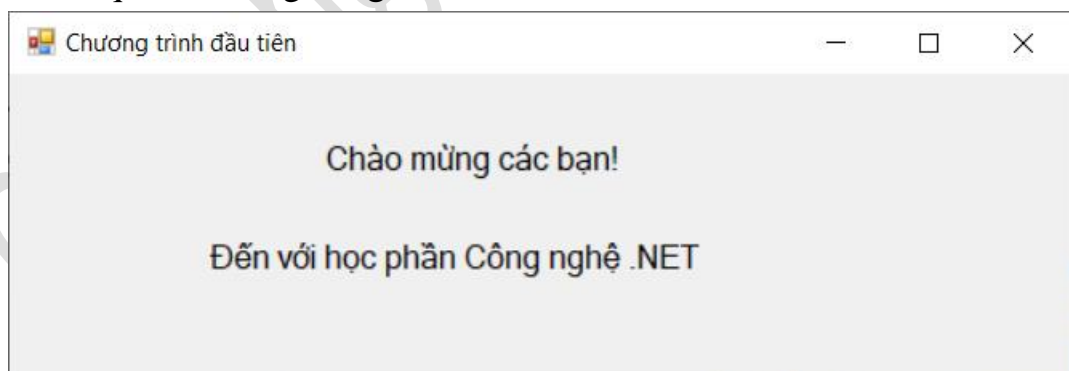 Chương trình đầu tiên
Chào mừng các bạn!
Đến với học phần Công nghệ .NET